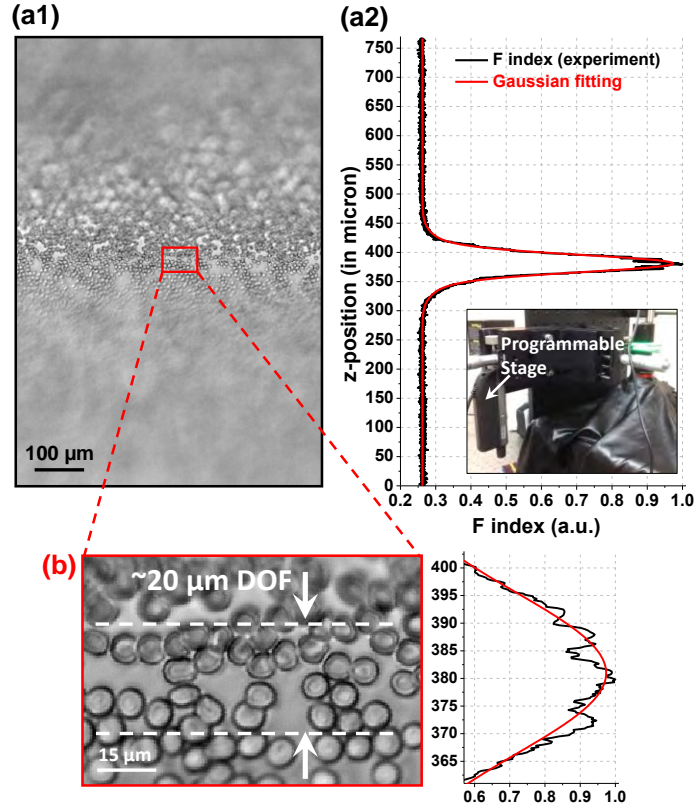 (a1)
100 µm
(a2)
F index (experiment)
Gaussian fitting
z-position (in micron)
750
700
650
600
550
500
450
400
350
300
250
200
150
100
50
0
Programmable
Stage
0.2 0.3 0.4 0.5 0.6 0.7 0.8 0.9 1.0
F index (a.u.)
(b)
~20 µm DOF
15 µm
400
395
390
385
380
375
370
365
0.6 0.7 0.8 0.9 1.0